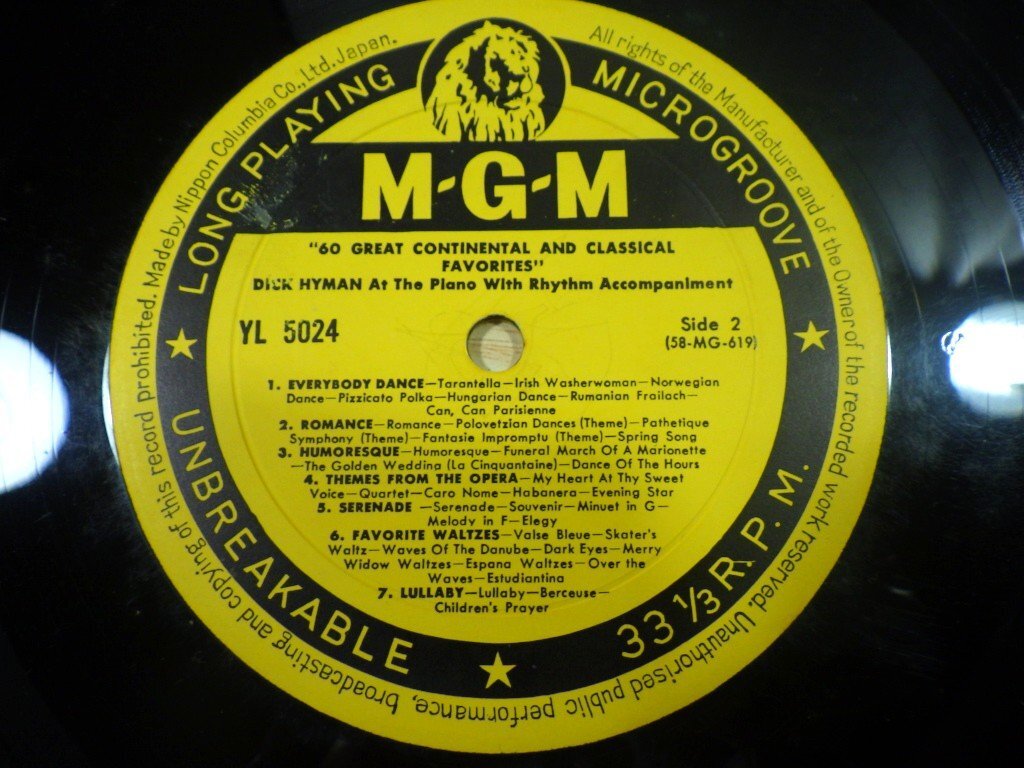 Made by Nippon Columbia Co., Ltd. Japan.
All rights of the Manufacturer and of the Owner of the recorded work reserved. Unauthorised public performance, broadcasting and copying of this record prohibited.
LONG PLAYING
MICROGROOVE
M-G-M
"60 GREAT CONTINENTAL AND CLASSICAL
FAVORITES"
DICK HYMAN At The Piano With Rhythm Accompaniment
YL 5024
Side 2
(58-MG-619)
1. EVERYBODY DANCE—Tarantella—Irish Washerwoman—Norwegian
Dance—Pizzicato Polka—Hungarian Dance—Rumanian Frailach—
Can, Can Parisienne
2. ROMANCE—Romance—Polovetzian Dances (Theme)—Pathetique
Symphony (Theme)—Fantasie Impromptu (Theme)—Spring Song
3. HUMORESQUE—Humoresque—Funeral March Of A Marionette
—The Golden Wedding (La Cinquantaine)—Dance Of The Hours
4. THEMES FROM THE OPERA—My Heart At Thy Sweet
Voice—Quartet—Caro Nome—Habanera—Evening Star
5. SERENADE —Serenade—Souvenir—Minuet in G—
Melody in F—Elegy
6. FAVORITE WALTZES—Valse Bleue—Skater's
Waltz—Waves Of The Danube—Dark Eyes—Merry
Widow Waltzes—Espana Waltzes—Over the
Waves—Estudiantina
7. LULLABY—Lullaby—Berceuse—
Children's Prayer
UNBREAKABLE
33 1/3 R. P. M.